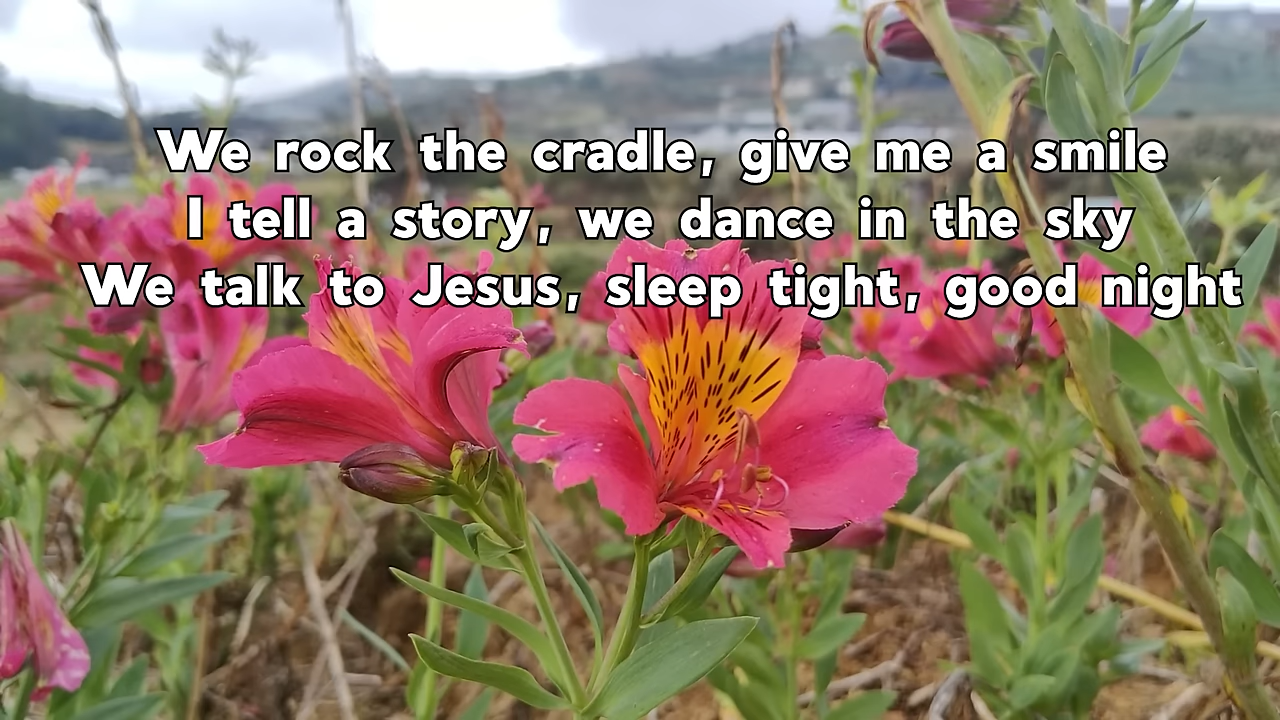 We rock the cradle, give me a smile
I tell a story, we dance in the sky
We talk to Jesus, sleep tight, good night